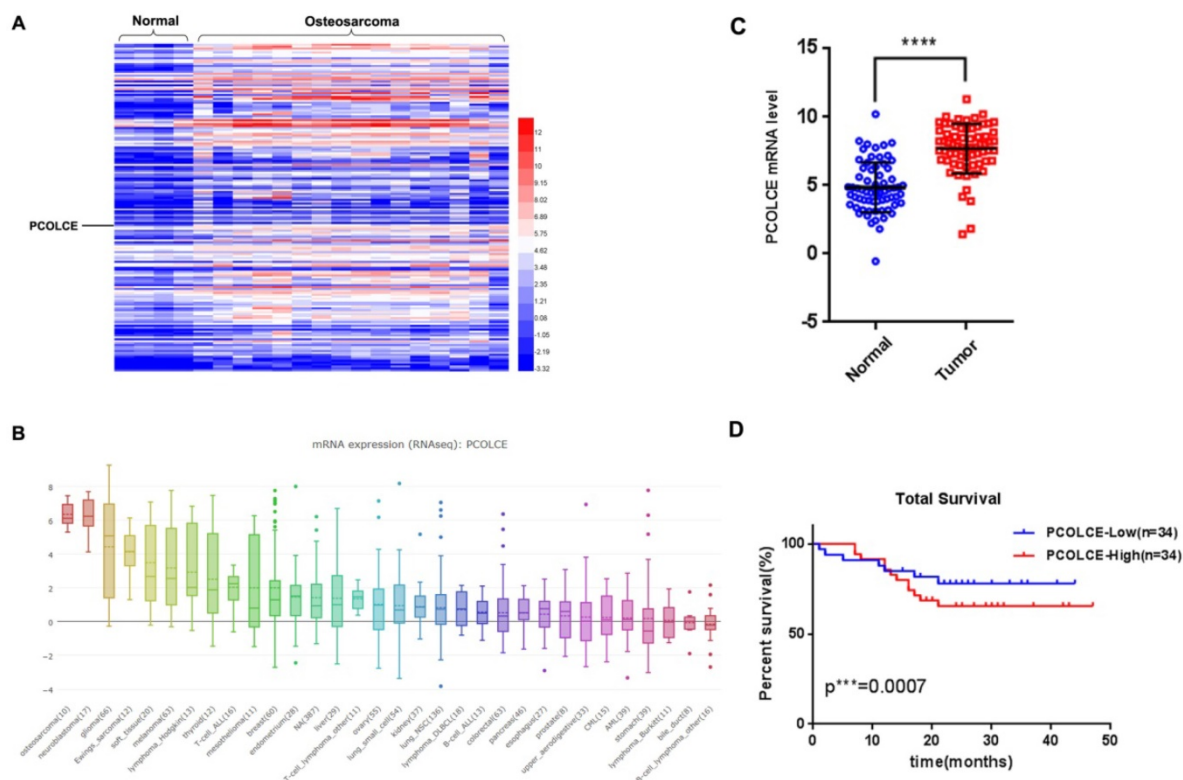 A
Normal
Osteosarcoma
PCOLCE
12
10
9.15
8.02
6.89
5.75
4.62
3.48
2.35
1.21
0.08
-1.05
-2.19
-3.32
B
mRNA expression (RNAseq): PCOLCE
8
6
4
2
0
-2
-4
osteosarcoma(10)
neuroblastoma(17)
glioma(66)
Ewings_sarcoma(12)
soft_tissue(20)
melanoma(63)
lymphoma_Hodgkin(13)
thyroid(12)
T-cell_ALL(16)
mesothelioma(11)
breast(60)
endometrium(28)
NA(387)
liver(29)
T-cell_lymphoma_other(11)
ovary(55)
lung_small_cell(54)
kidney(37)
lung_NSC(136)
lymphoma_DLBCL(18)
B-cell_ALL(13)
colorectal(63)
pancreas(46)
esophagus(27)
prostate(8)
upper_aerodigestive(33)
CML(15)
AML(39)
stomach(39)
lymphoma_Burkitt(11)
bile_duct(8)
B-cell_lymphoma_other(16)
C
PCOLCE mRNA level
15
10
5
0
-5
****
Normal
Tumor
D
Total Survival
PCOLCE-Low(n=34)
PCOLCE-High(n=34)
Percent survival(%)
100
50
0
p***=0.0007
0
10
20
30
40
50
time(months)